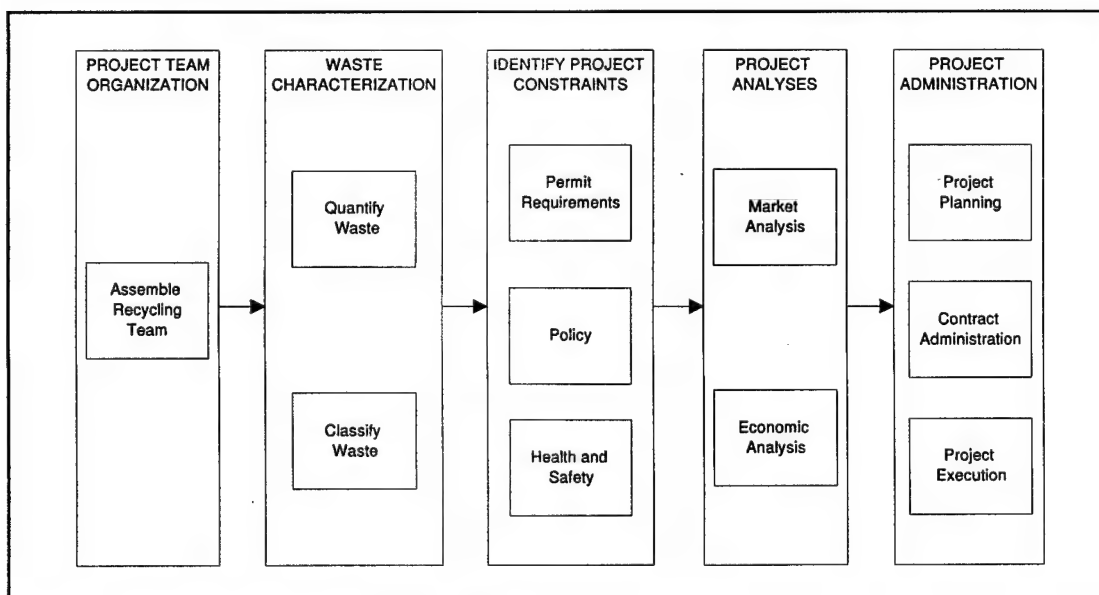 PROJECT TEAM
ORGANIZATION
Assemble
Recycling
Team
WASTE
CHARACTERIZATION
Quantify
Waste
Classify
Waste
IDENTIFY PROJECT
CONSTRAINTS
Permit
Requirements
Policy
Health and
Safety
PROJECT
ANALYSES
Market
Analysis
Economic
Analysis
PROJECT
ADMINISTRATION
Project
Planning
Contract
Administration
Project
Execution